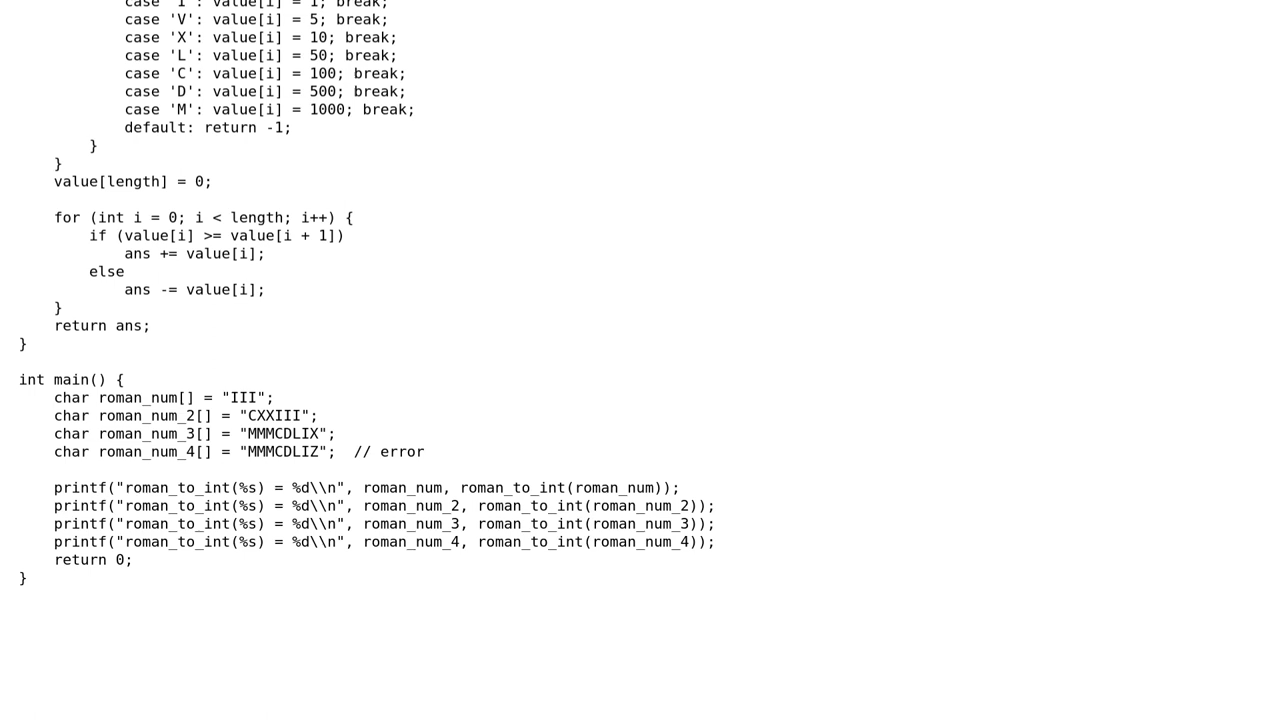 case 'I': value[i] = 1; break;
            case 'V': value[i] = 5; break;
            case 'X': value[i] = 10; break;
            case 'L': value[i] = 50; break;
            case 'C': value[i] = 100; break;
            case 'D': value[i] = 500; break;
            case 'M': value[i] = 1000; break;
            default: return -1;
        }
    }
    value[length] = 0;

    for (int i = 0; i < length; i++) {
        if (value[i] >= value[i + 1])
            ans += value[i];
        else
            ans -= value[i];
    }
    return ans;
}

int main() {
    char roman_num[] = "III";
    char roman_num_2[] = "CXXIII";
    char roman_num_3[] = "MMMCDLIX";
    char roman_num_4[] = "MMMCDLIZ";  // error

    printf("roman_to_int(%s) = %d\\n", roman_num, roman_to_int(roman_num));
    printf("roman_to_int(%s) = %d\\n", roman_num_2, roman_to_int(roman_num_2));
    printf("roman_to_int(%s) = %d\\n", roman_num_3, roman_to_int(roman_num_3));
    printf("roman_to_int(%s) = %d\\n", roman_num_4, roman_to_int(roman_num_4));
    return 0;
}